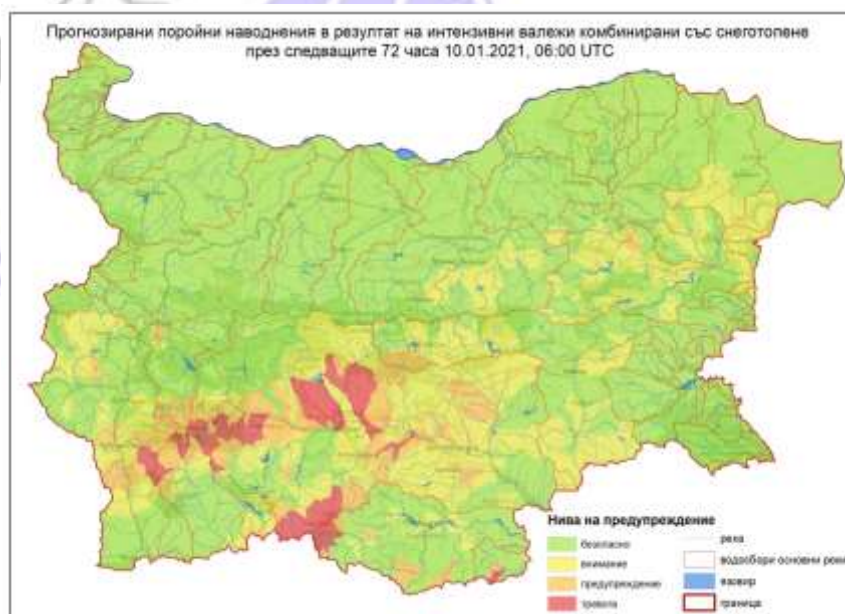 Прогнозирани поройни наводнения в резултат на интензивни валежи комбинирани със снеготопене
през следващите 72 часа 10.01.2021, 06:00 UTC
Нива на предупреждение
безопасно
внимание
предупреждение
тревога
река
водосбори основни реки
язовир
граница